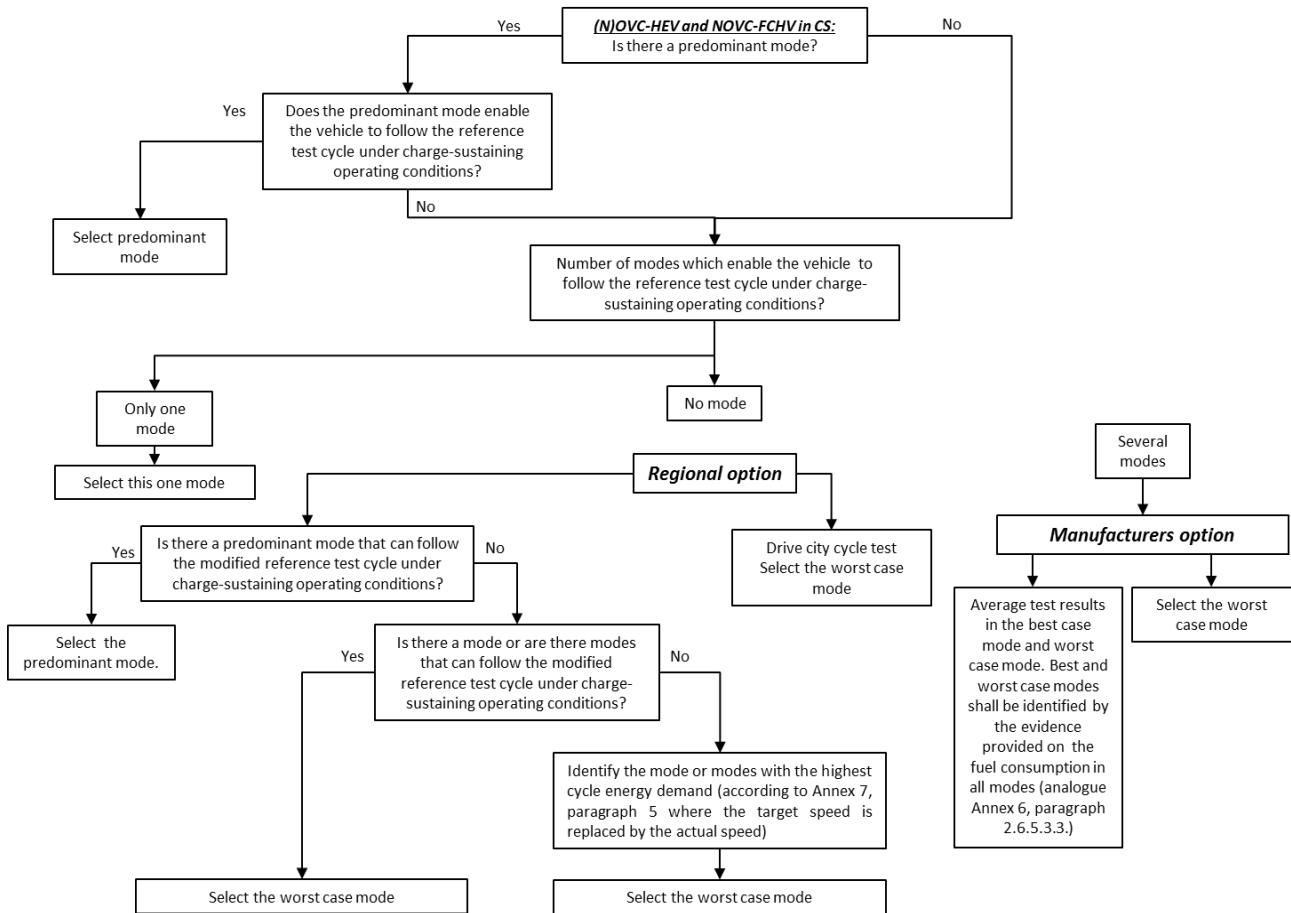 Yes
(N)OVC-HEV and NOVC-FCHV in CS:
Is there a predominant mode?
No
Yes
Does the predominant mode enable
the vehicle to follow the reference
test cycle under charge-sustaining
operating conditions?
No
Select predominant
mode
Number of modes which enable the vehicle to
follow the reference test cycle under charge-
sustaining operating conditions?
Only one
mode
No mode
Several
modes
Select this one mode
Regional option
Manufacturers option
Yes
Is there a predominant mode that can follow
the modified reference test cycle under
charge-sustaining operating conditions?
No
Drive city cycle test
Select the worst case
mode
Average test results
in the best case
mode and worst
case mode. Best and
worst case modes
shall be identified by
the evidence
provided on the
fuel consumption in
all modes (analogue
Annex 6, paragraph
2.6.5.3.3.)
Select the worst
case mode
Select the
predominant mode.
Yes
Is there a mode or are there modes
that can follow the modified
reference test cycle under charge-
sustaining operating conditions?
No
Identify the mode or modes with the highest
cycle energy demand (according to Annex 7,
paragraph 5 where the target speed is
replaced by the actual speed)
Select the worst case mode
Select the worst case mode